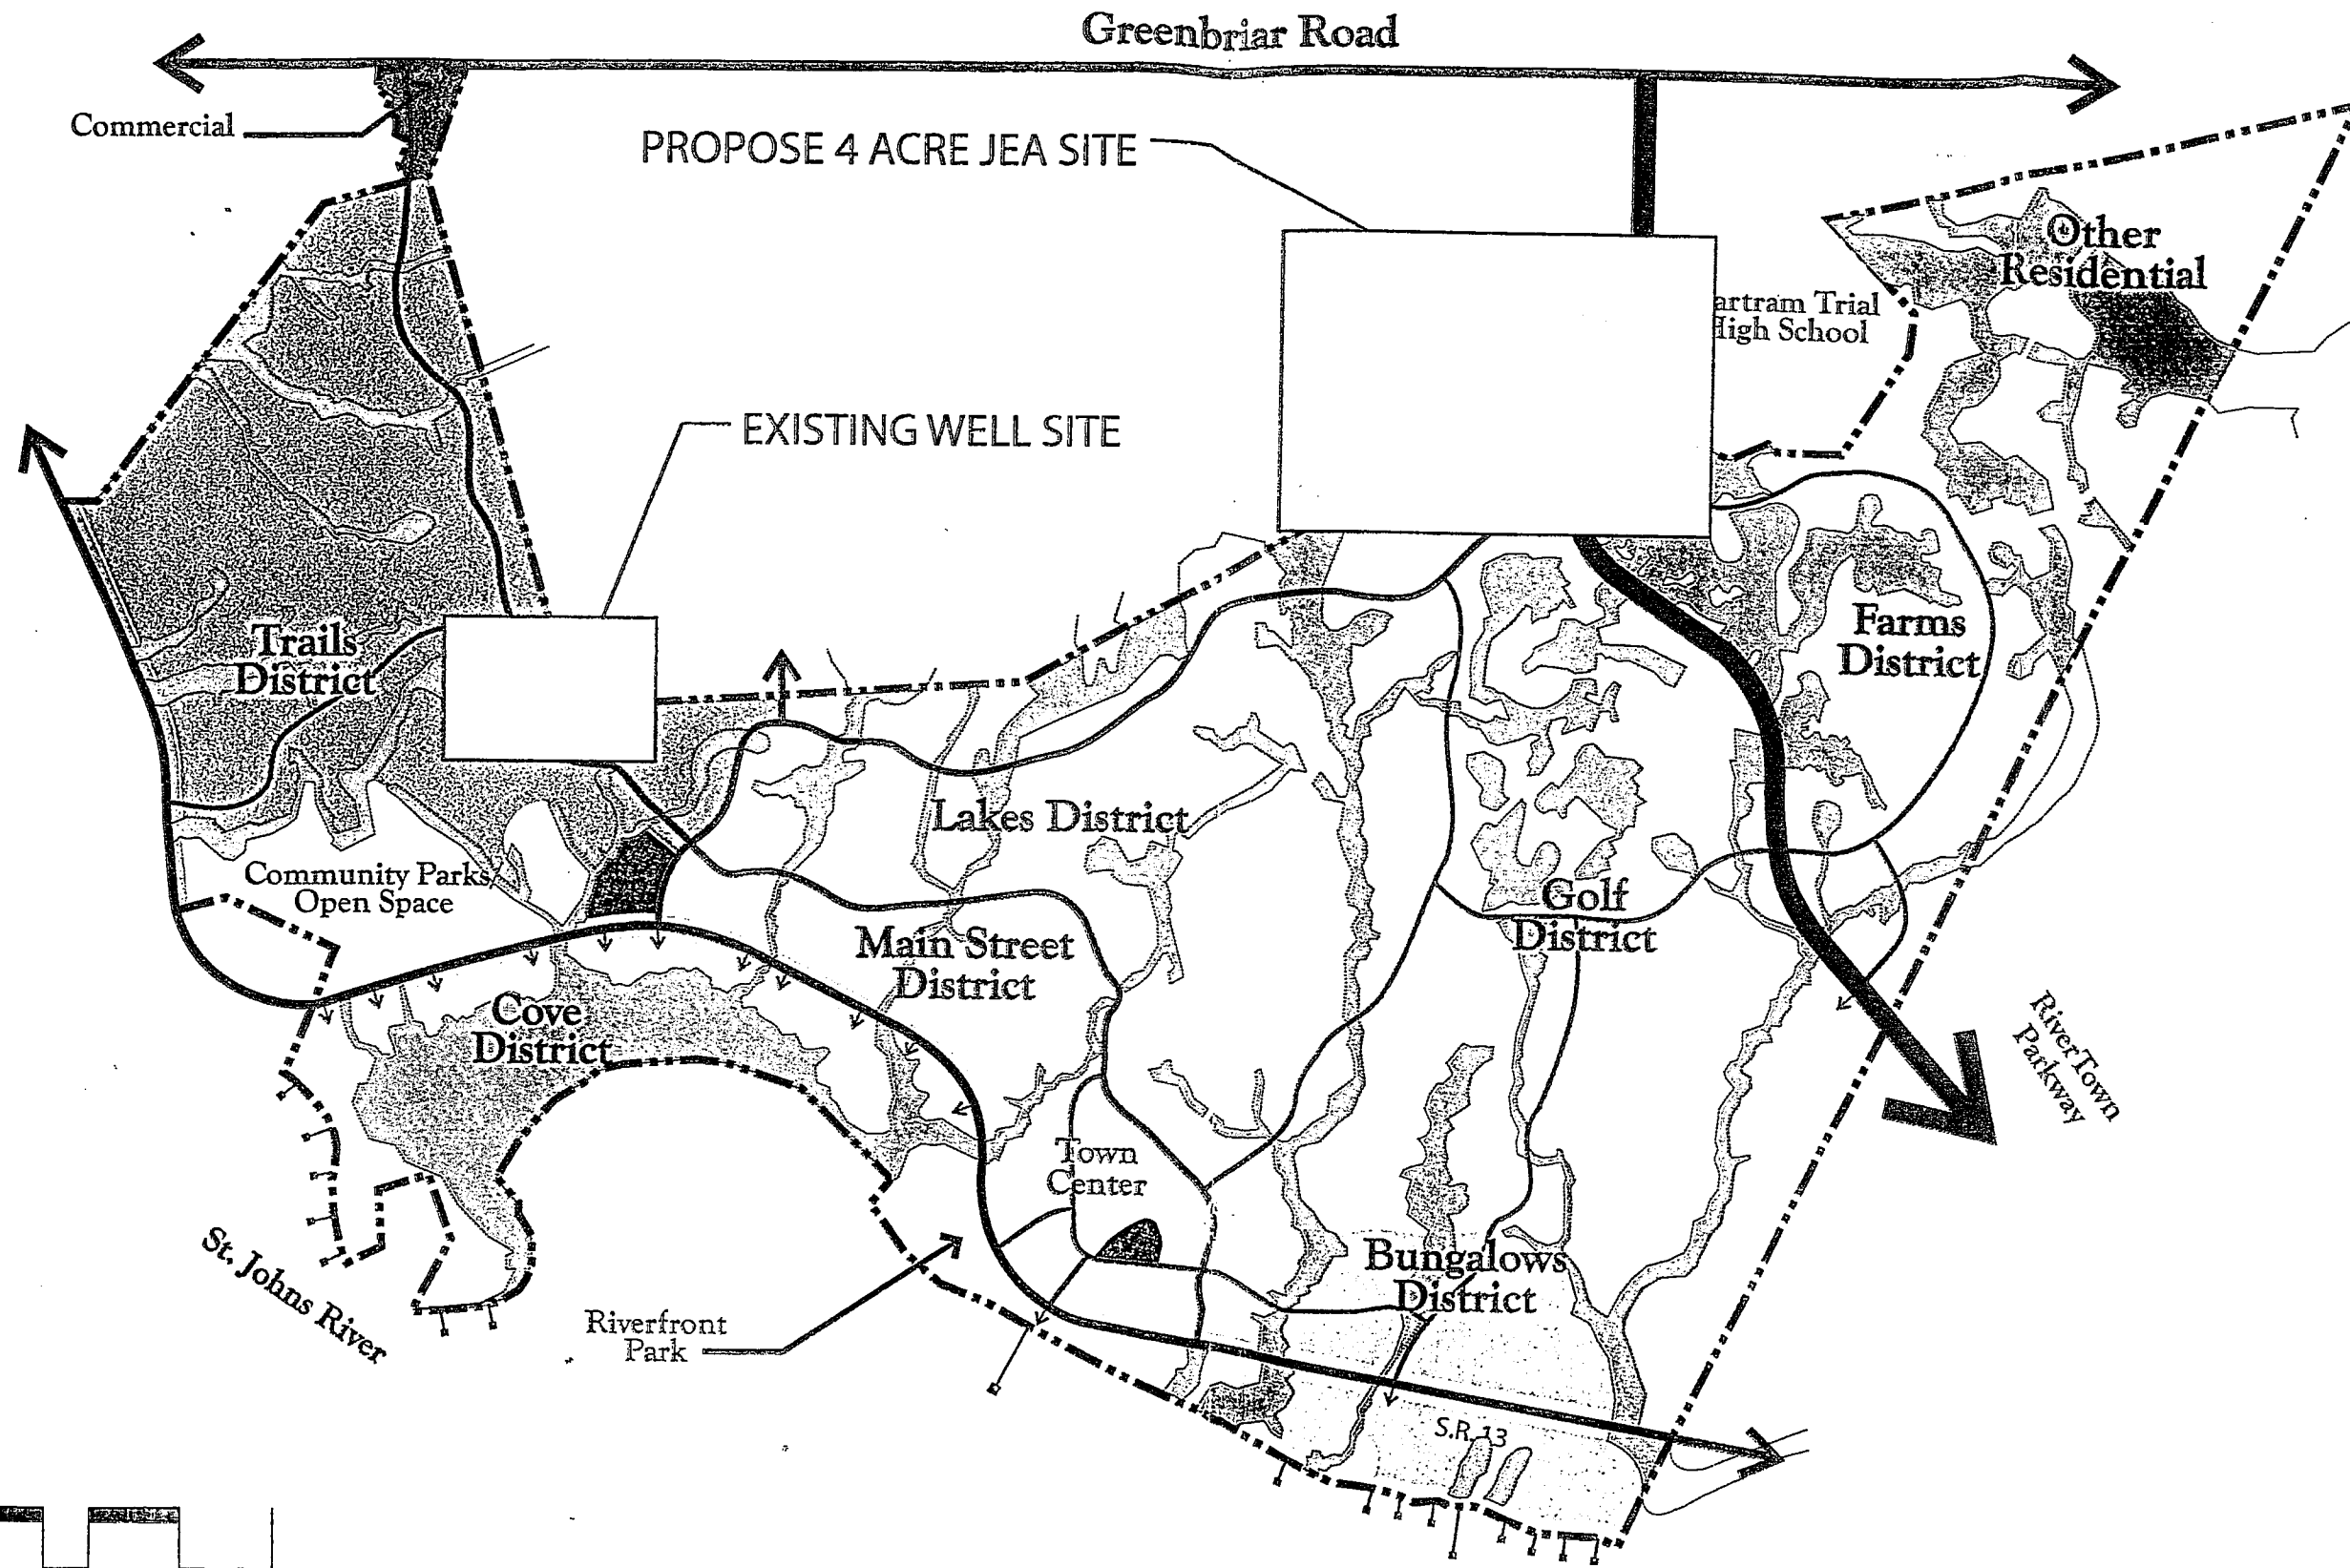 Greenbriar Road
Commercial
PROPOSE 4 ACRE JEA SITE
Other
Residential
artram Trial
High School
EXISTING WELL SITE
Trails
District
Farms
District
Lakes District
Community Parks/
Open Space
Golf
District
Main Street
District
Cove
District
RiverTown
Parkway
Town
Center
St. Johns River
Bungalows
District
Riverfront
Park
S.R. 13